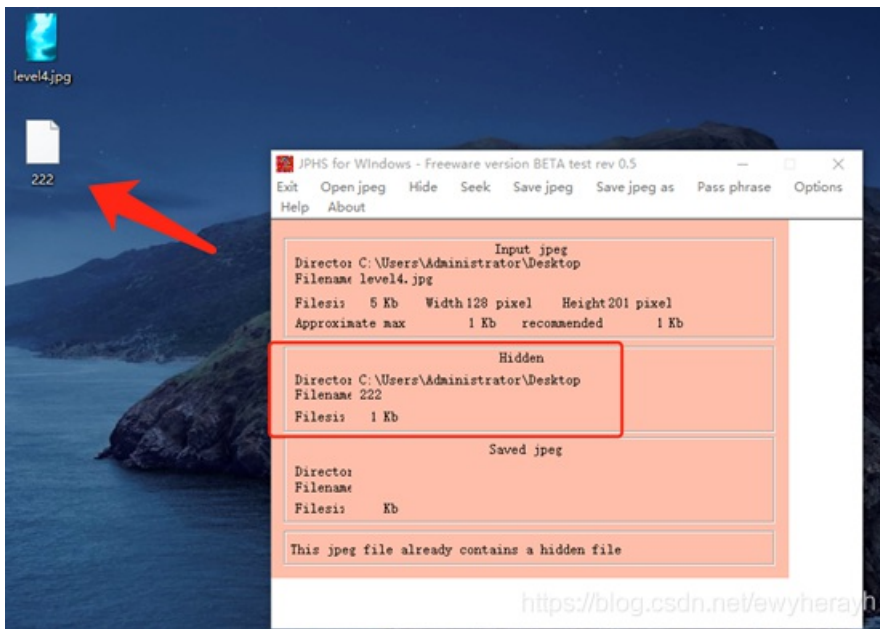 level4.jpg
222
JPHS for WIndows - Freeware version BETA test rev 0.5
Exit Open jpeg Hide Seek Save jpeg Save jpeg as Pass phrase Options
Help About
Input jpeg
Director C:\Users\Administrator\Desktop
Filename level4.jpg
Filesiz 5 Kb Width 128 pixel Height 201 pixel
Approximate max 1 Kb recommended 1 Kb
Hidden
Director C:\Users\Administrator\Desktop
Filename 222
Filesiz 1 Kb
Saved jpeg
Director
Filename
Filesiz Kb
This jpeg file already contains a hidden file
https://blog.csdn.net/ewyherayh